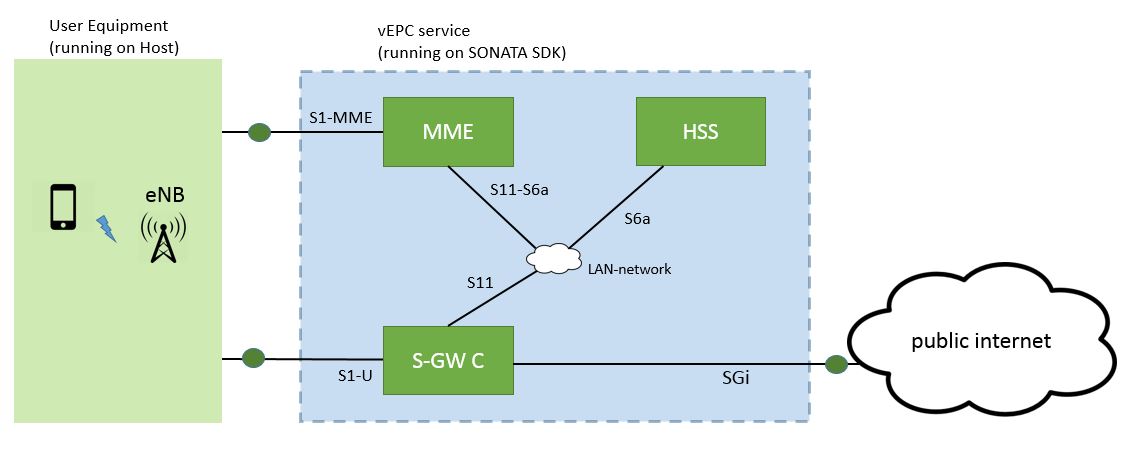 User Equipment
(running on Host)
vEPC service
(running on SONATA SDK)
S1-MME
MME
HSS
eNB
S11-S6a
S6a
LAN-network
S11
S-GW C
S1-U
SGi
public internet